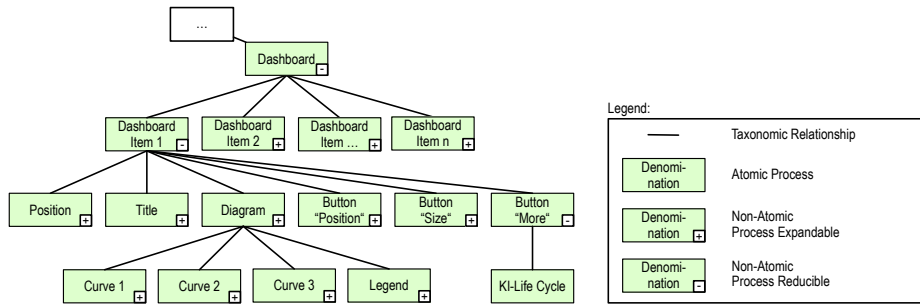 ...
Dashboard
-
Dashboard
Item 1
-
Dashboard
Item 2
+
Dashboard
Item ...
+
Dashboard
Item n
+
Position
+
Title
+
Diagram
+
Button
"Position"
+
Button
"Size"
+
Button
"More"
-
Curve 1
+
Curve 2
+
Curve 3
+
Legend
+
KI-Life Cycle
Legend:
Taxonomic Relationship
Denomi-
nation
Atomic Process
Denomi-
nation
+
Non-Atomic
Process Expandable
Denomi-
nation
-
Non-Atomic
Process Reducible